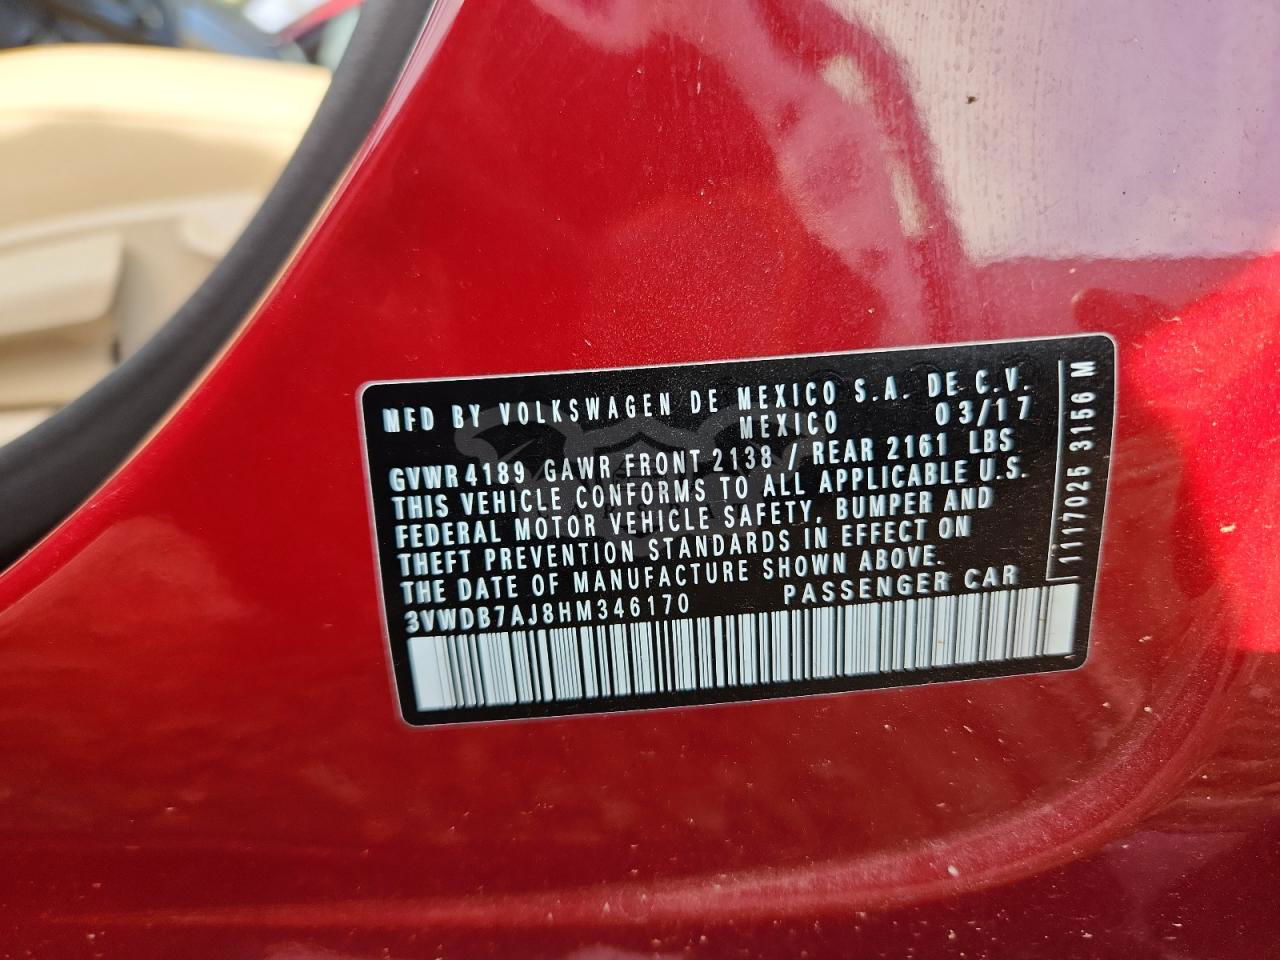 MFD BY VOLKSWAGEN DE MEXICO S.A. DE C.V.
MEXICO 03/17
GVWR4189 GAWR FRONT 2138 / REAR 2161 LBS
THIS VEHICLE CONFORMS TO ALL APPLICABLE U.S.
FEDERAL MOTOR VEHICLE SAFETY, BUMPER AND
THEFT PREVENTION STANDARDS IN EFFECT ON
THE DATE OF MANUFACTURE SHOWN ABOVE.
3VWDB7AJ8HM346170 PASSENGER CAR
1117025 3156 M